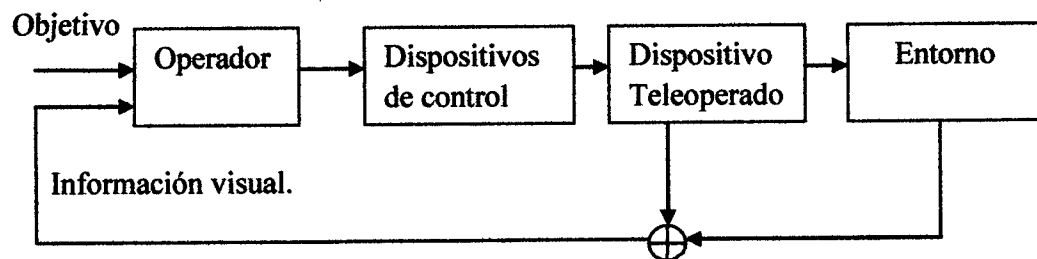 Objetivo
Operador
Dispositivos
de control
Dispositivo
Teleoperado
Entorno
Información visual.